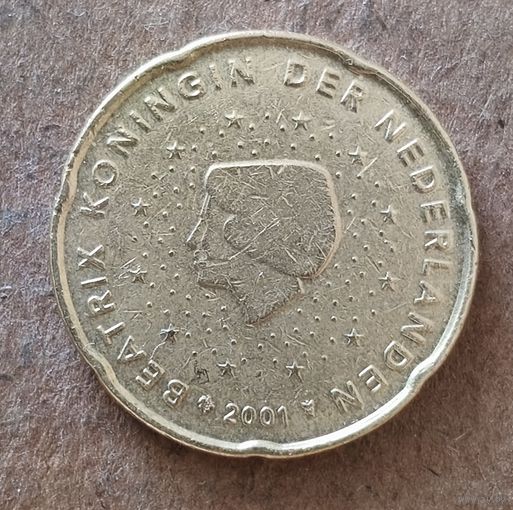 BEATRIX KONINGIN DER NEDERLANDEN
2001